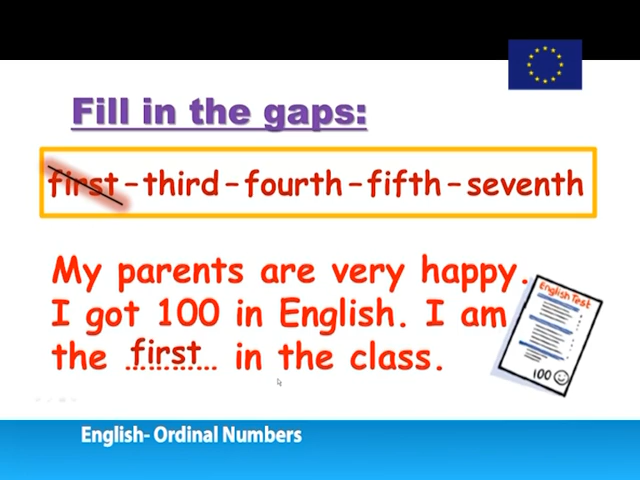 Fill in the gaps:
first – third – fourth – fifth – seventh
My parents are very happy.
I got 100 in English. I am
the first in the class.
English Test
100
English- Ordinal Numbers